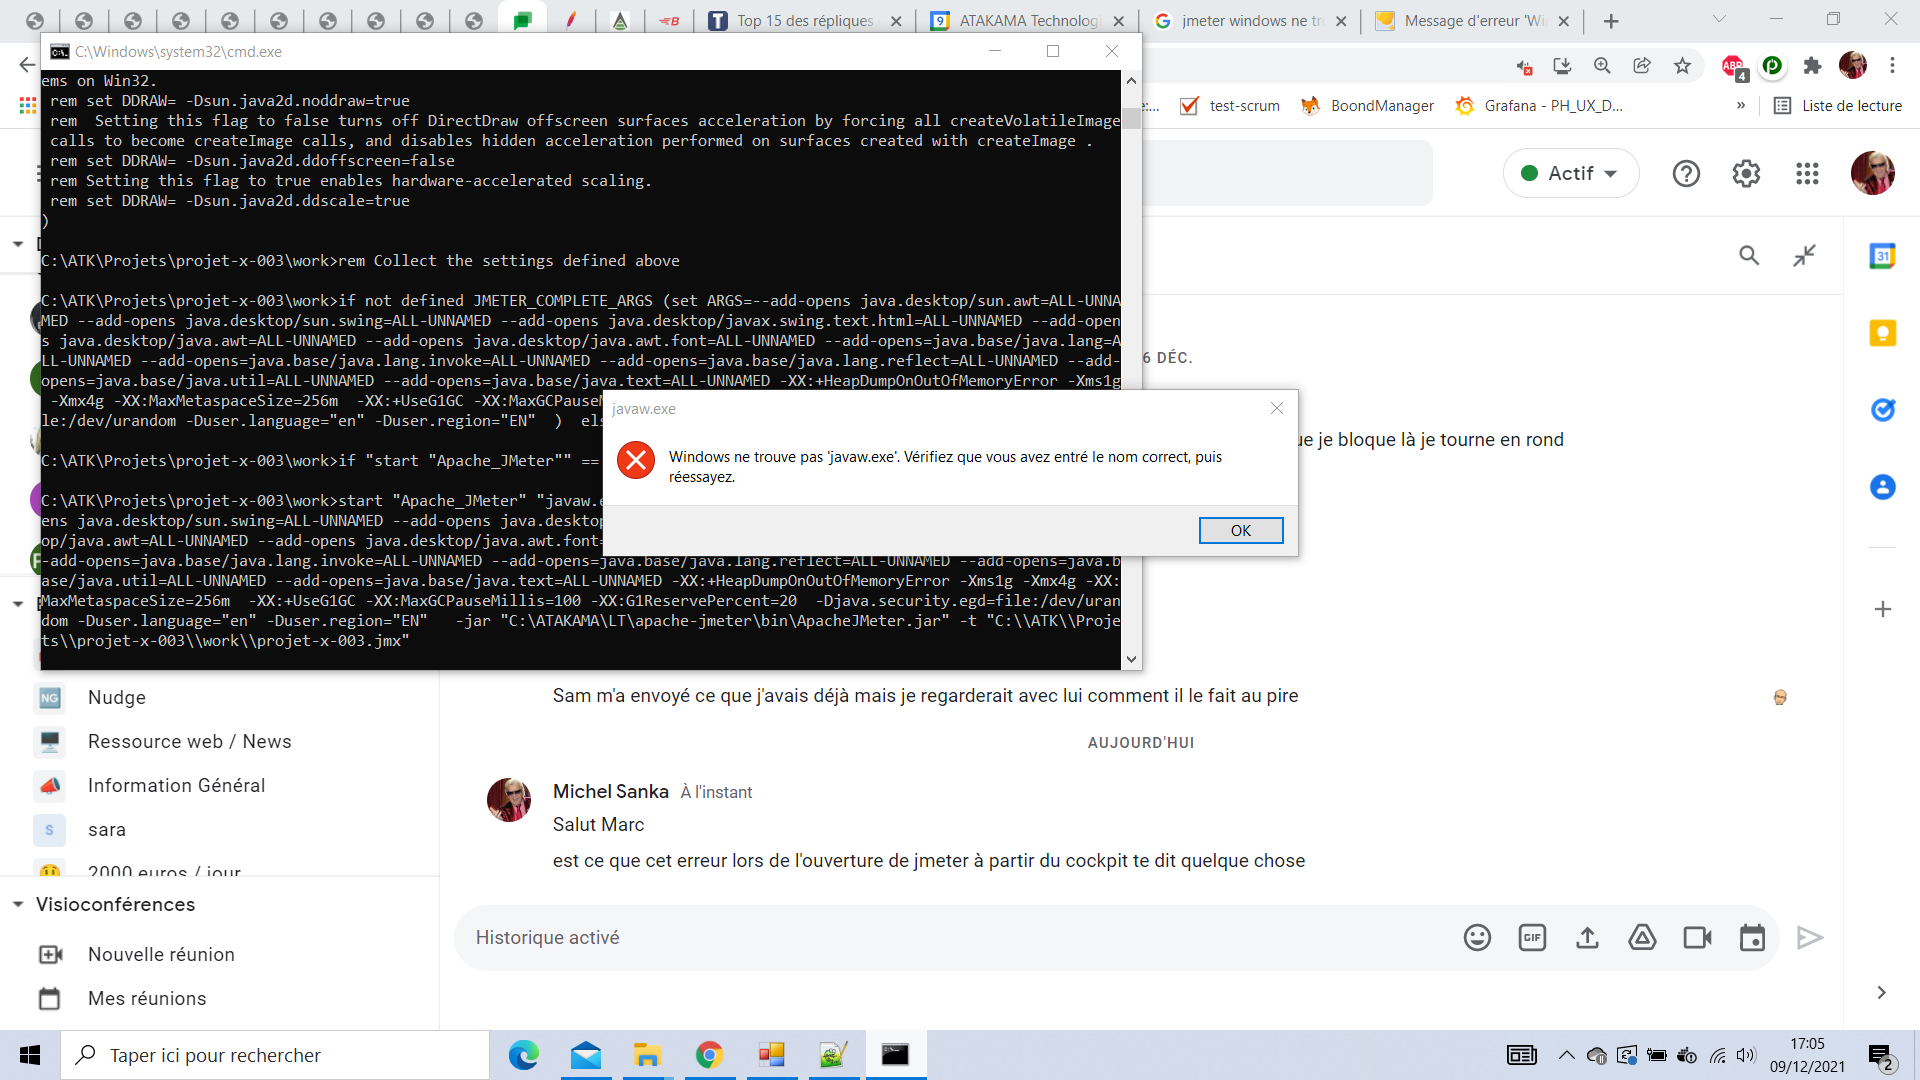 Top 15 des répliques
ATAKAMA Technologi
jmeter windows ne tr
Message d'erreur 'Wi
C:\Windows\system32\cmd.exe
ems on Win32.
rem set DDRAW= -Dsun.java2d.noddraw=true
rem  Setting this flag to false turns off DirectDraw offscreen surfaces acceleration by forcing all createVolatileImage
calls to become createImage calls, and disables hidden acceleration performed on surfaces created with createImage .
rem set DDRAW= -Dsun.java2d.ddoffscreen=false
rem Setting this flag to true enables hardware-accelerated scaling.
rem set DDRAW= -Dsun.java2d.ddscale=true
)
C:\ATK\Projets\projet-x-003\work>rem Collect the settings defined above
C:\ATK\Projets\projet-x-003\work>if not defined JMETER_COMPLETE_ARGS (set ARGS=--add-opens java.desktop/sun.awt=ALL-UNNA
MED --add-opens java.desktop/sun.swing=ALL-UNNAMED --add-opens java.desktop/javax.swing.text.html=ALL-UNNAMED --add-open
s java.desktop/java.awt=ALL-UNNAMED --add-opens java.desktop/java.awt.font=ALL-UNNAMED --add-opens=java.base/java.lang=A
LL-UNNAMED --add-opens=java.base/java.lang.invoke=ALL-UNNAMED --add-opens=java.base/java.lang.reflect=ALL-UNNAMED --add-
opens=java.base/java.util=ALL-UNNAMED --add-opens=java.base/java.text=ALL-UNNAMED -XX:+HeapDumpOnOutOfMemoryError -Xms1g
-Xmx4g -XX:MaxMetaspaceSize=256m  -XX:+UseG1GC -XX:MaxGCPauseM
le:/dev/urandom -Duser.language="en" -Duser.region="EN"  )  els
C:\ATK\Projets\projet-x-003\work>if "start "Apache_JMeter"" ==
C:\ATK\Projets\projet-x-003\work>start "Apache_JMeter" "javaw.e
ens java.desktop/sun.swing=ALL-UNNAMED --add-opens java.desktop
op/java.awt=ALL-UNNAMED --add-opens java.desktop/java.awt.font=
-add-opens=java.base/java.lang.invoke=ALL-UNNAMED --add-opens=java.base/java.lang.reflect=ALL-UNNAMED --add-opens=java.b
ase/java.util=ALL-UNNAMED --add-opens=java.base/java.text=ALL-UNNAMED -XX:+HeapDumpOnOutOfMemoryError -Xms1g -Xmx4g -XX:
MaxMetaspaceSize=256m  -XX:+UseG1GC -XX:MaxGCPauseMillis=100 -XX:G1ReservePercent=20  -Djava.security.egd=file:/dev/uran
dom -Duser.language="en" -Duser.region="EN"   -jar "C:\ATAKAMA\LT\apache-jmeter\bin\ApacheJMeter.jar" -t "C:\\ATK\\Proje
ts\\projet-x-003\\work\\projet-x-003.jmx"
javaw.exe
Windows ne trouve pas 'javaw.exe'. Vérifiez que vous avez entré le nom correct, puis
réessayez.
OK
ABP
4
test-scrum
BoondManager
Grafana - PH_UX_D...
»
Liste de lecture
Actif
31
6 DÉC.
ue je bloque là je tourne en rond
Sam m'a envoyé ce que j'avais déjà mais je regarderait avec lui comment il le fait au pire
AUJOURD'HUI
Michel Sanka À l'instant
Salut Marc
est ce que cet erreur lors de l'ouverture de jmeter à partir du cockpit te dit quelque chose
Historique activé
GIF
NG Nudge
Ressource web / News
Information Général
S sara
2000 euros / jour
Visioconférences
Nouvelle réunion
Mes réunions
Taper ici pour rechercher
17:05
09/12/2021
2